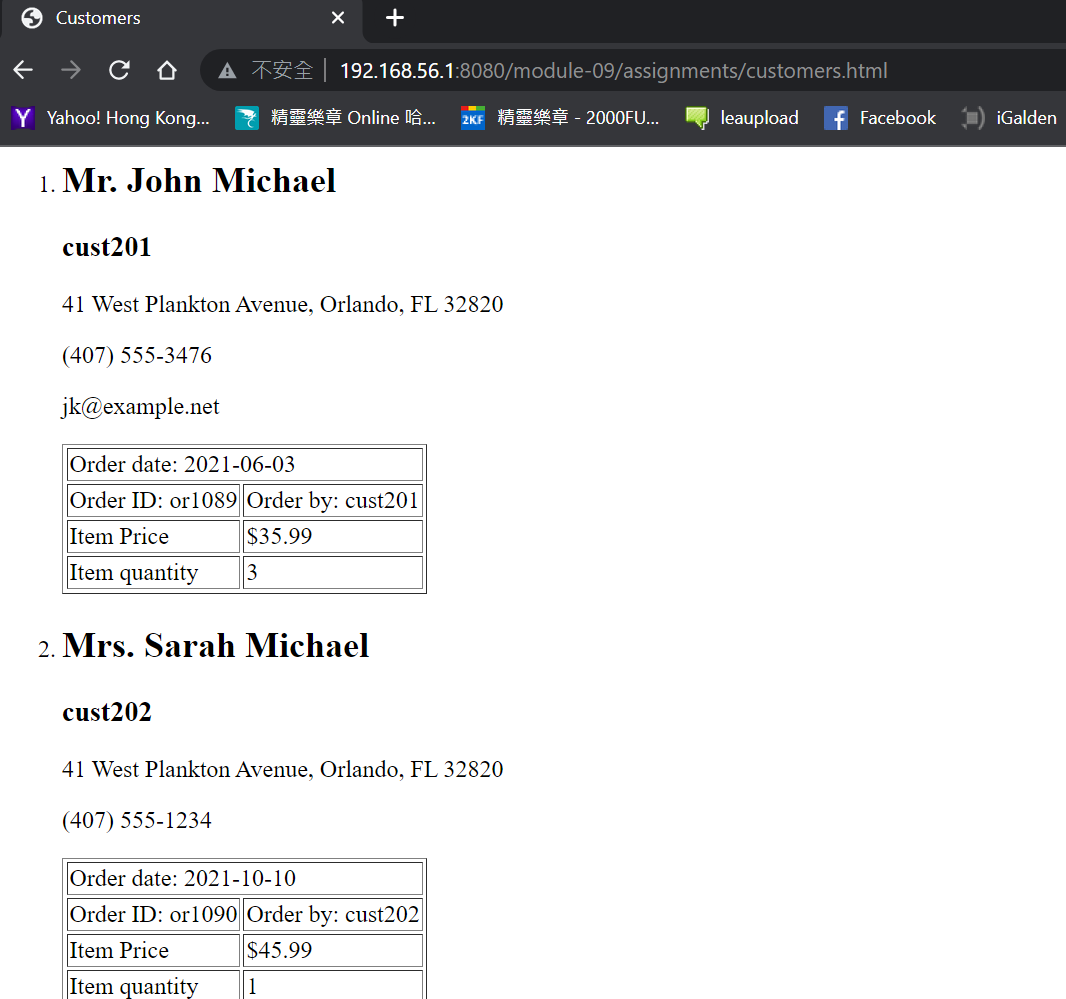 Customers
不安全 192.168.56.1:8080/module-09/assignments/customers.html
Yahoo! Hong Kong... 精靈樂章 Online 哈... 2KF 精靈樂章 - 2000FU... leaupload Facebook iGalden
1. Mr. John Michael
cust201
41 West Plankton Avenue, Orlando, FL 32820
(407) 555-3476
jk@example.net
Order date: 2021-06-03
Order ID: or1089 Order by: cust201
Item Price $35.99
Item quantity 3
2. Mrs. Sarah Michael
cust202
41 West Plankton Avenue, Orlando, FL 32820
(407) 555-1234
Order date: 2021-10-10
Order ID: or1090 Order by: cust202
Item Price $45.99
Item quantity 1